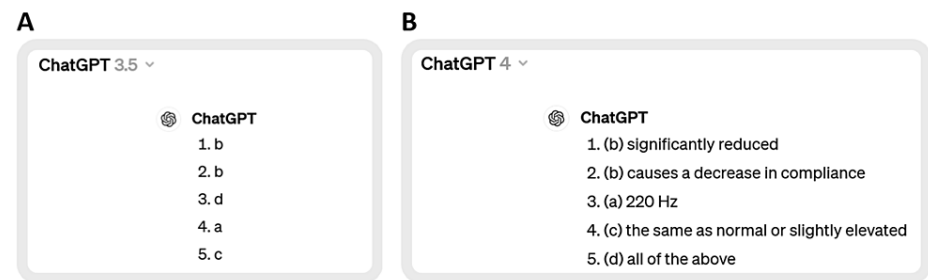 A
ChatGPT 3.5
ChatGPT
1. b
2. b
3. d
4. a
5. c
B
ChatGPT 4
ChatGPT
1. (b) significantly reduced
2. (b) causes a decrease in compliance
3. (a) 220 Hz
4. (c) the same as normal or slightly elevated
5. (d) all of the above